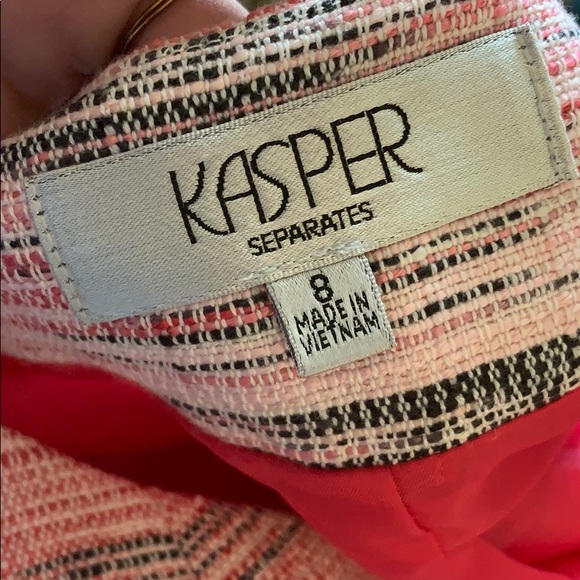 KASPER
SEPARATES
8
MADE IN
VIETNAM